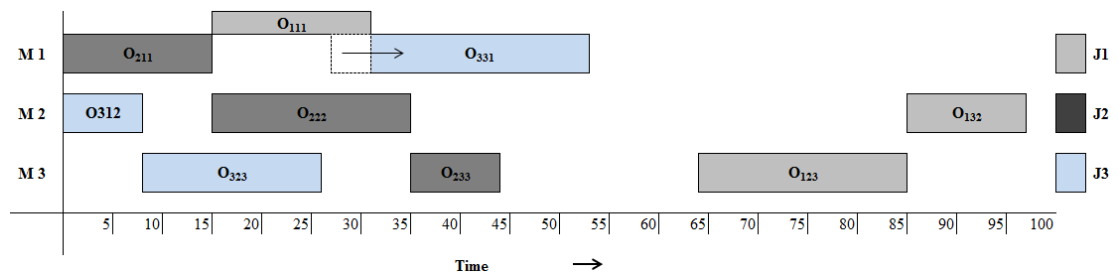 O₁₁₁
M 1 O₂₁₁ O₃₃₁ J1
M 2 O312 O₂₂₂ O₁₃₂ J2
M 3 O₃₂₃ O₂₃₃ O₁₂₃ J3
5 10 15 20 25 30 35 40 45 50 55 60 65 70 75 80 85 90 95 100
Time